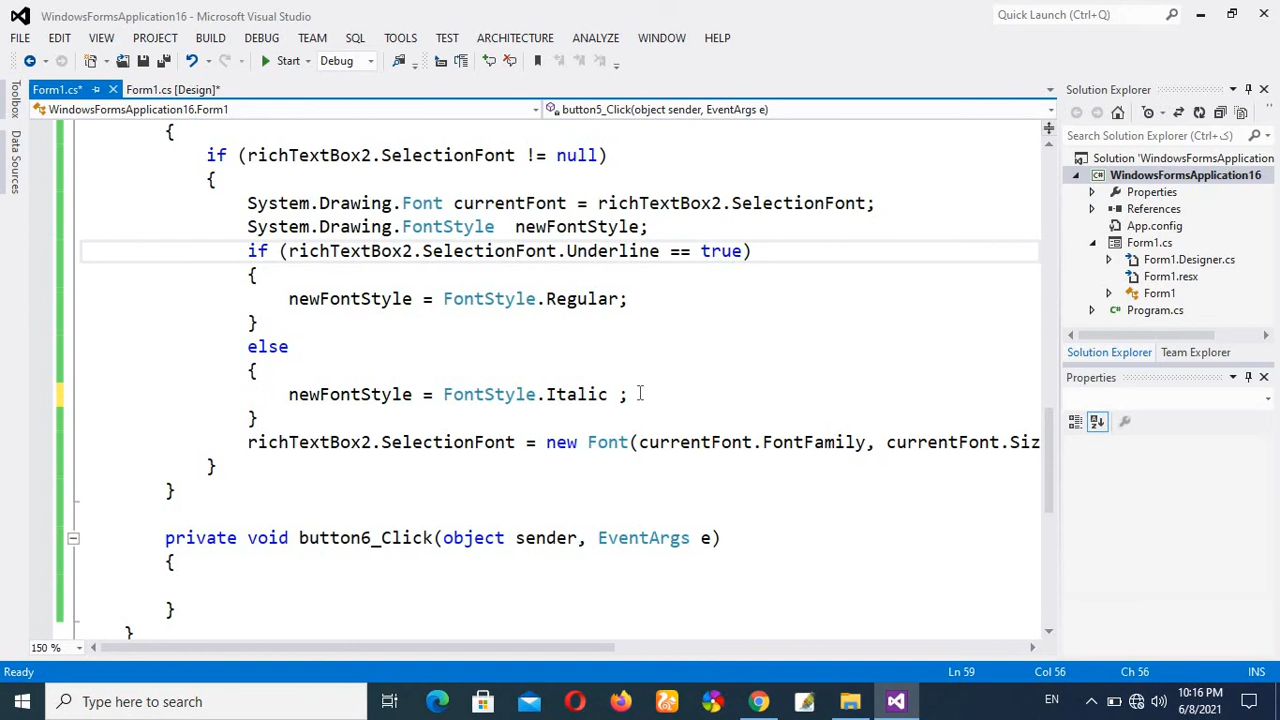 WindowsFormsApplication16 - Microsoft Visual Studio
Quick Launch (Ctrl+Q)
FILE EDIT VIEW PROJECT BUILD DEBUG TEAM SQL TOOLS TEST ARCHITECTURE ANALYZE WINDOW HELP
Start Debug
Form1.cs* Form1.cs [Design]*
WindowsFormsApplication16.Form1 button5_Click(object sender, EventArgs e)
Toolbox
Data Sources
{
if (richTextBox2.SelectionFont != null)
{
System.Drawing.Font currentFont = richTextBox2.SelectionFont;
System.Drawing.FontStyle  newFontStyle;
if (richTextBox2.SelectionFont.Underline == true)
{
newFontStyle = FontStyle.Regular;
}
else
{
newFontStyle = FontStyle.Italic ;
}
richTextBox2.SelectionFont = new Font(currentFont.FontFamily, currentFont.Siz
}
}
private void button6_Click(object sender, EventArgs e)
{
}
}
150 %
Solution Explorer
Search Solution Explorer (Ctrl+ك)
Solution 'WindowsFormsApplication
WindowsFormsApplication16
Properties
References
App.config
Form1.cs
Form1.Designer.cs
Form1.resx
Form1
Program.cs
Solution Explorer Team Explorer
Properties
Ready Ln 59 Col 56 Ch 56 INS
Type here to search
EN
10:16 PM
6/8/2021